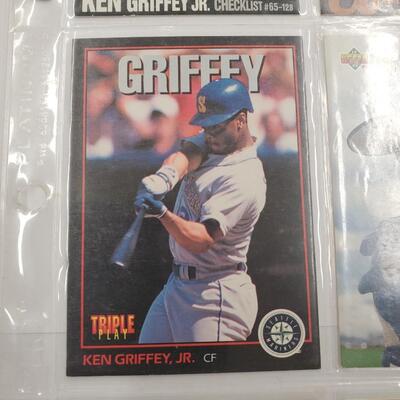 KEN GRIFFEY JR. CHECKLIST #65-128
GRIFFEY
S
TRIPLE
PLAY
SEATTLE
MARINERS
KEN GRIFFEY, JR. CF